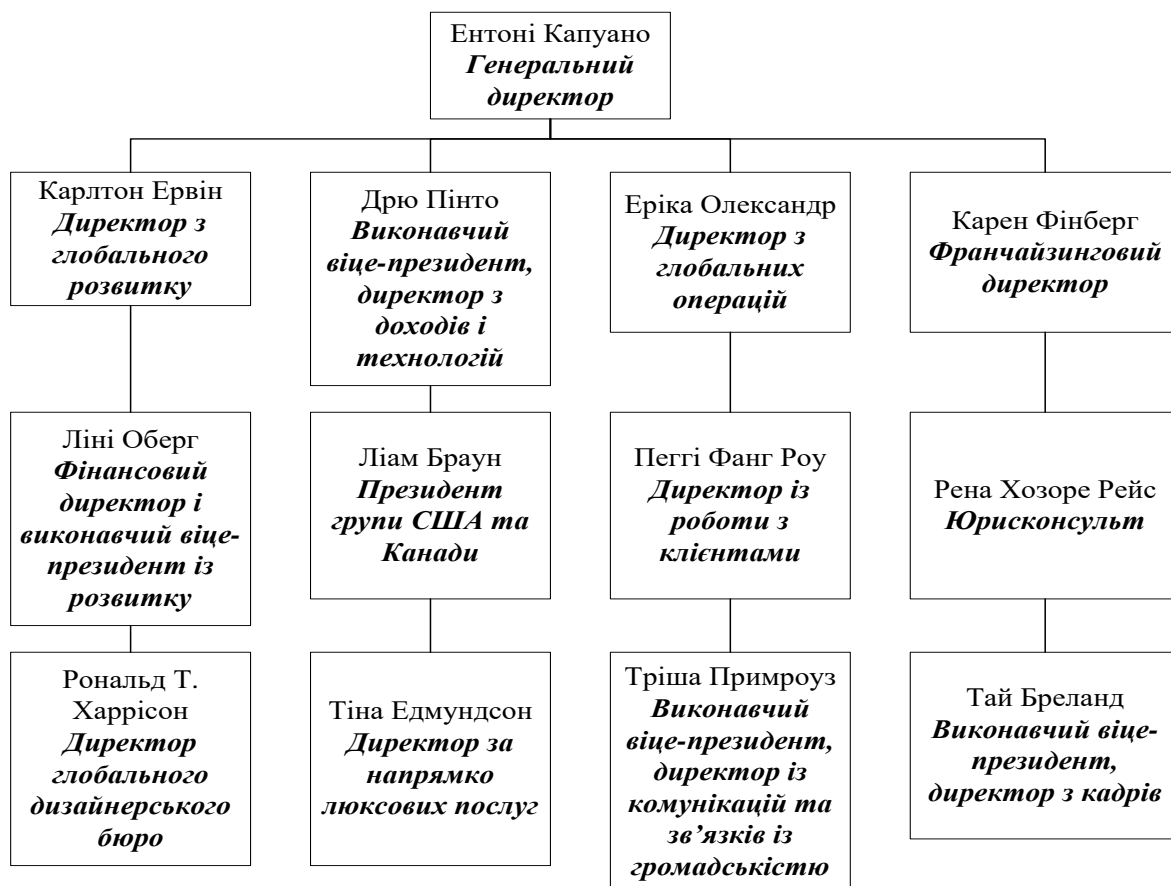 Ентоні Капуано
Генеральний
директор
Карлтон Ервін
Директор з
глобального
розвитку
Дрю Пінто
Виконавчий
віце-президент,
директор з
доходів і
технологій
Еріка Олександр
Директор з
глобальних
операцій
Карен Фінберг
Франчайзинговий
директор
Ліні Оберг
Фінансовий
директор і
виконавчий віце-
президент із
розвитку
Ліам Браун
Президент
групи США та
Канади
Пеггі Фанг Роу
Директор із
роботи з
клієнтами
Рена Хозоре Рейс
Юрисконсульт
Рональд Т.
Харрісон
Директор
глобального
дизайнерського
бюро
Тіна Едмундсон
Директор за
напрямко
люксових послуг
Тріша Примроуз
Виконавчий
віце-президент,
директор із
комунікацій та
зв’язків із
громадськістю
Тай Бреланд
Виконавчий віце-
президент,
директор з кадрів